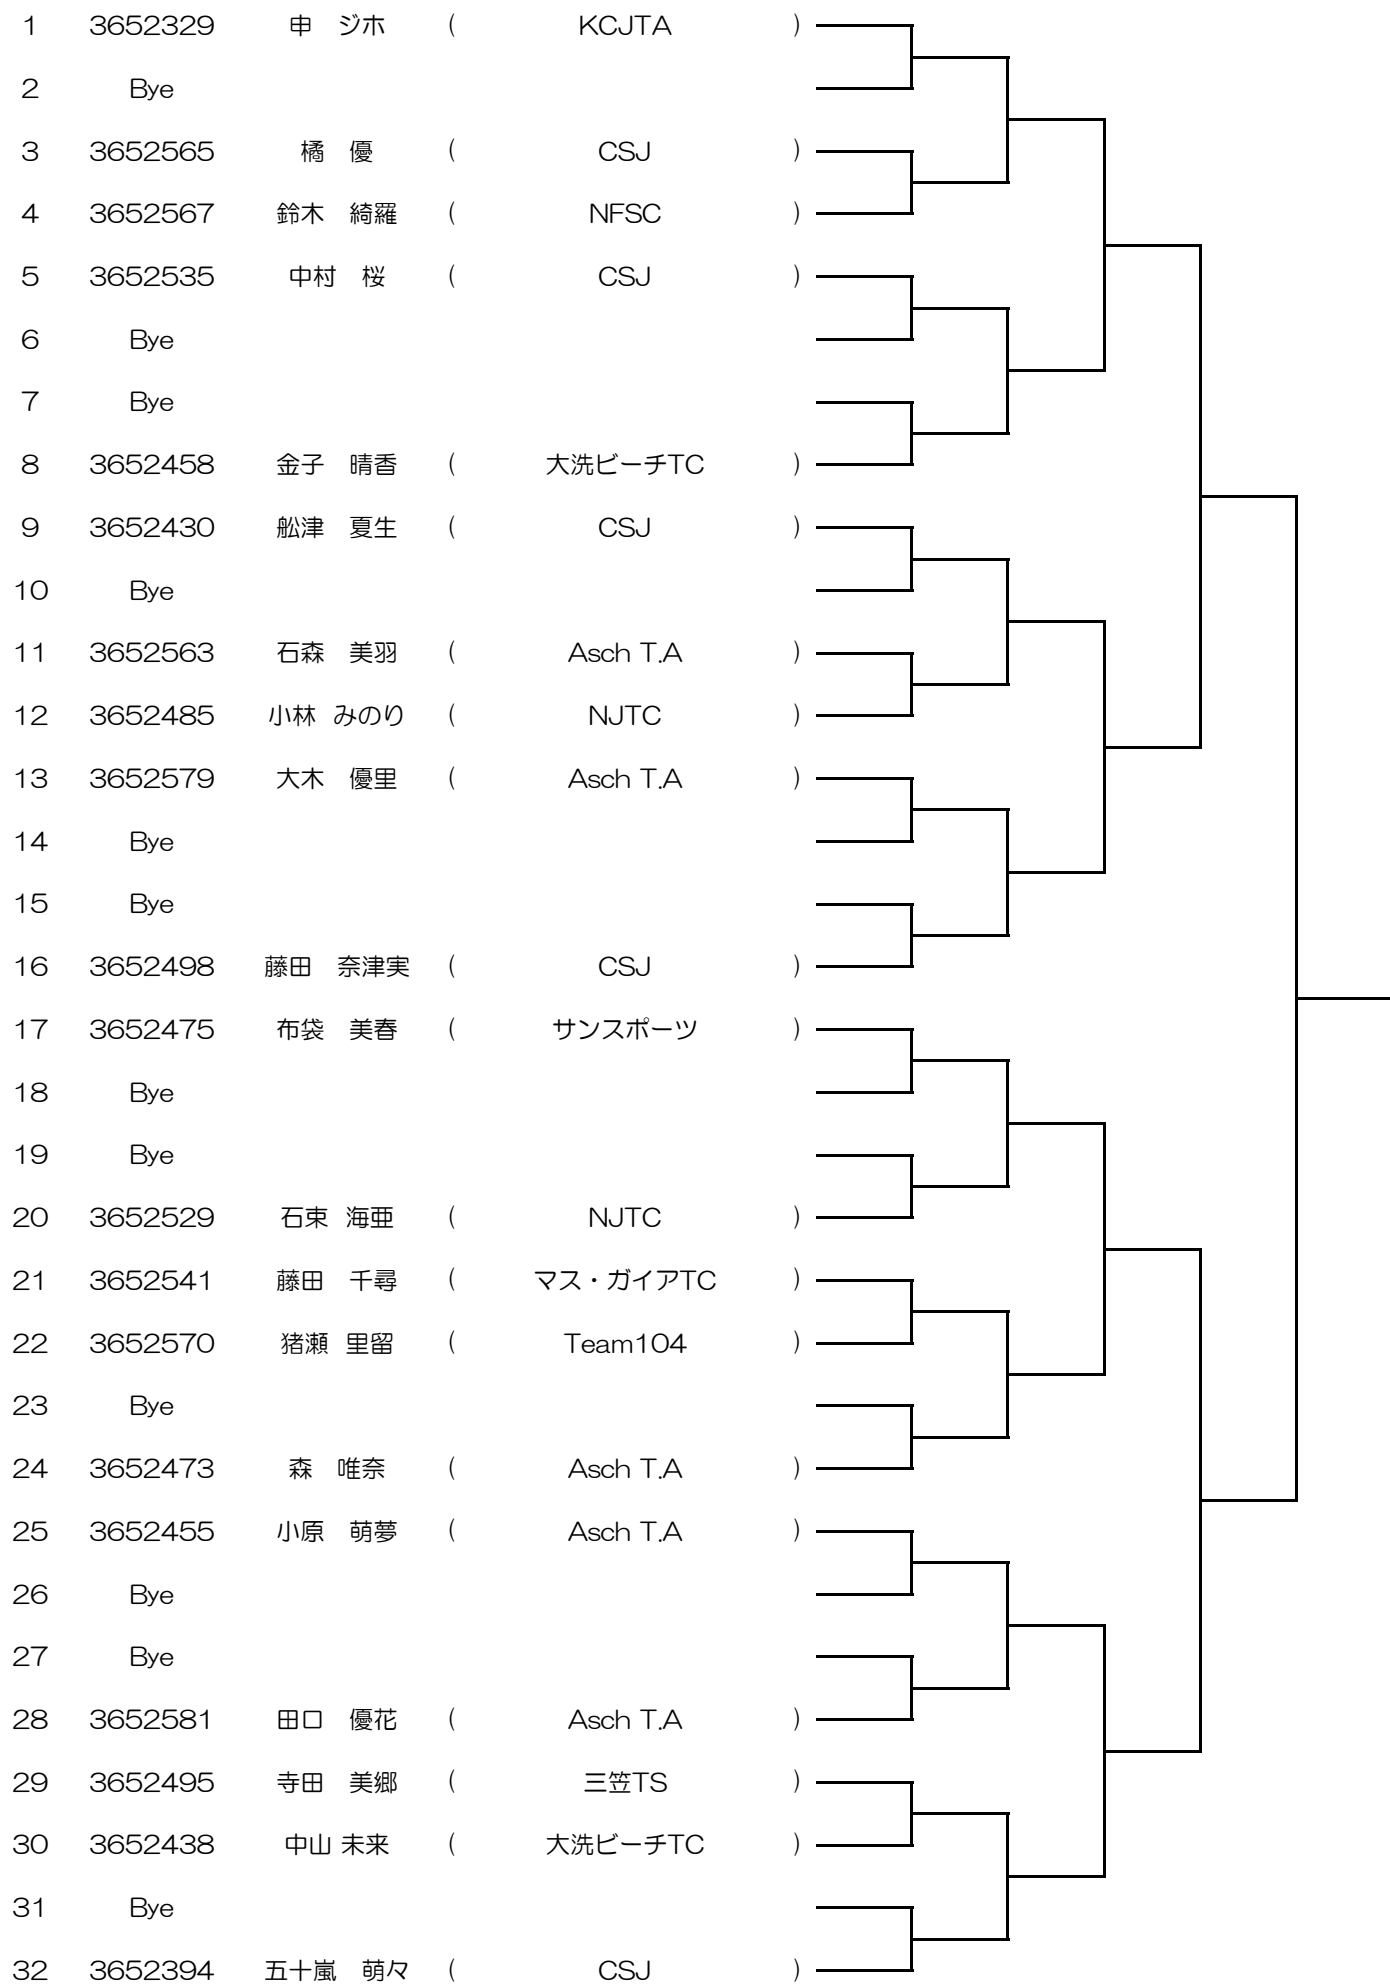 1 3652329 申 ジホ ( KCJTA )
2 Bye
3 3652565 橘 優 ( CSJ )
4 3652567 鈴木 綺羅 ( NFSC )
5 3652535 中村 桜 ( CSJ )
6 Bye
7 Bye
8 3652458 金子 晴香 ( 大洗ビーチTC )
9 3652430 舩津 夏生 ( CSJ )
10 Bye
11 3652563 石森 美羽 ( Asch T.A )
12 3652485 小林 みのり ( NJTC )
13 3652579 大木 優里 ( Asch T.A )
14 Bye
15 Bye
16 3652498 藤田 奈津実 ( CSJ )
17 3652475 布袋 美春 ( サンスポーツ )
18 Bye
19 Bye
20 3652529 石束 海亜 ( NJTC )
21 3652541 藤田 千尋 ( マス・ガイアTC )
22 3652570 猪瀬 里留 ( Team104 )
23 Bye
24 3652473 森 唯奈 ( Asch T.A )
25 3652455 小原 萌夢 ( Asch T.A )
26 Bye
27 Bye
28 3652581 田口 優花 ( Asch T.A )
29 3652495 寺田 美郷 ( 三笠TS )
30 3652438 中山 未来 ( 大洗ビーチTC )
31 Bye
32 3652394 五十嵐 萌々 ( CSJ )